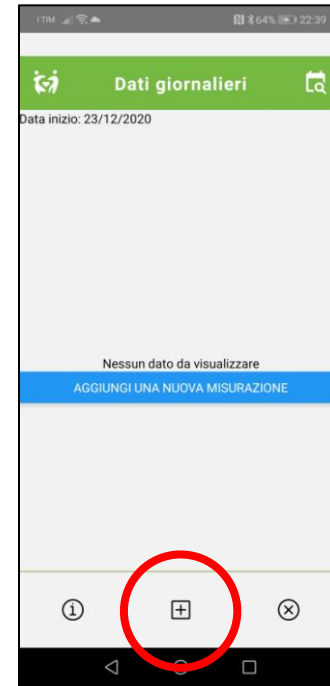 I TIM 64% 22:39
Dati giornalieri
Data inizio: 23/12/2020
Nessun dato da visualizzare
AGGIUNGI UNA NUOVA MISURAZIONE